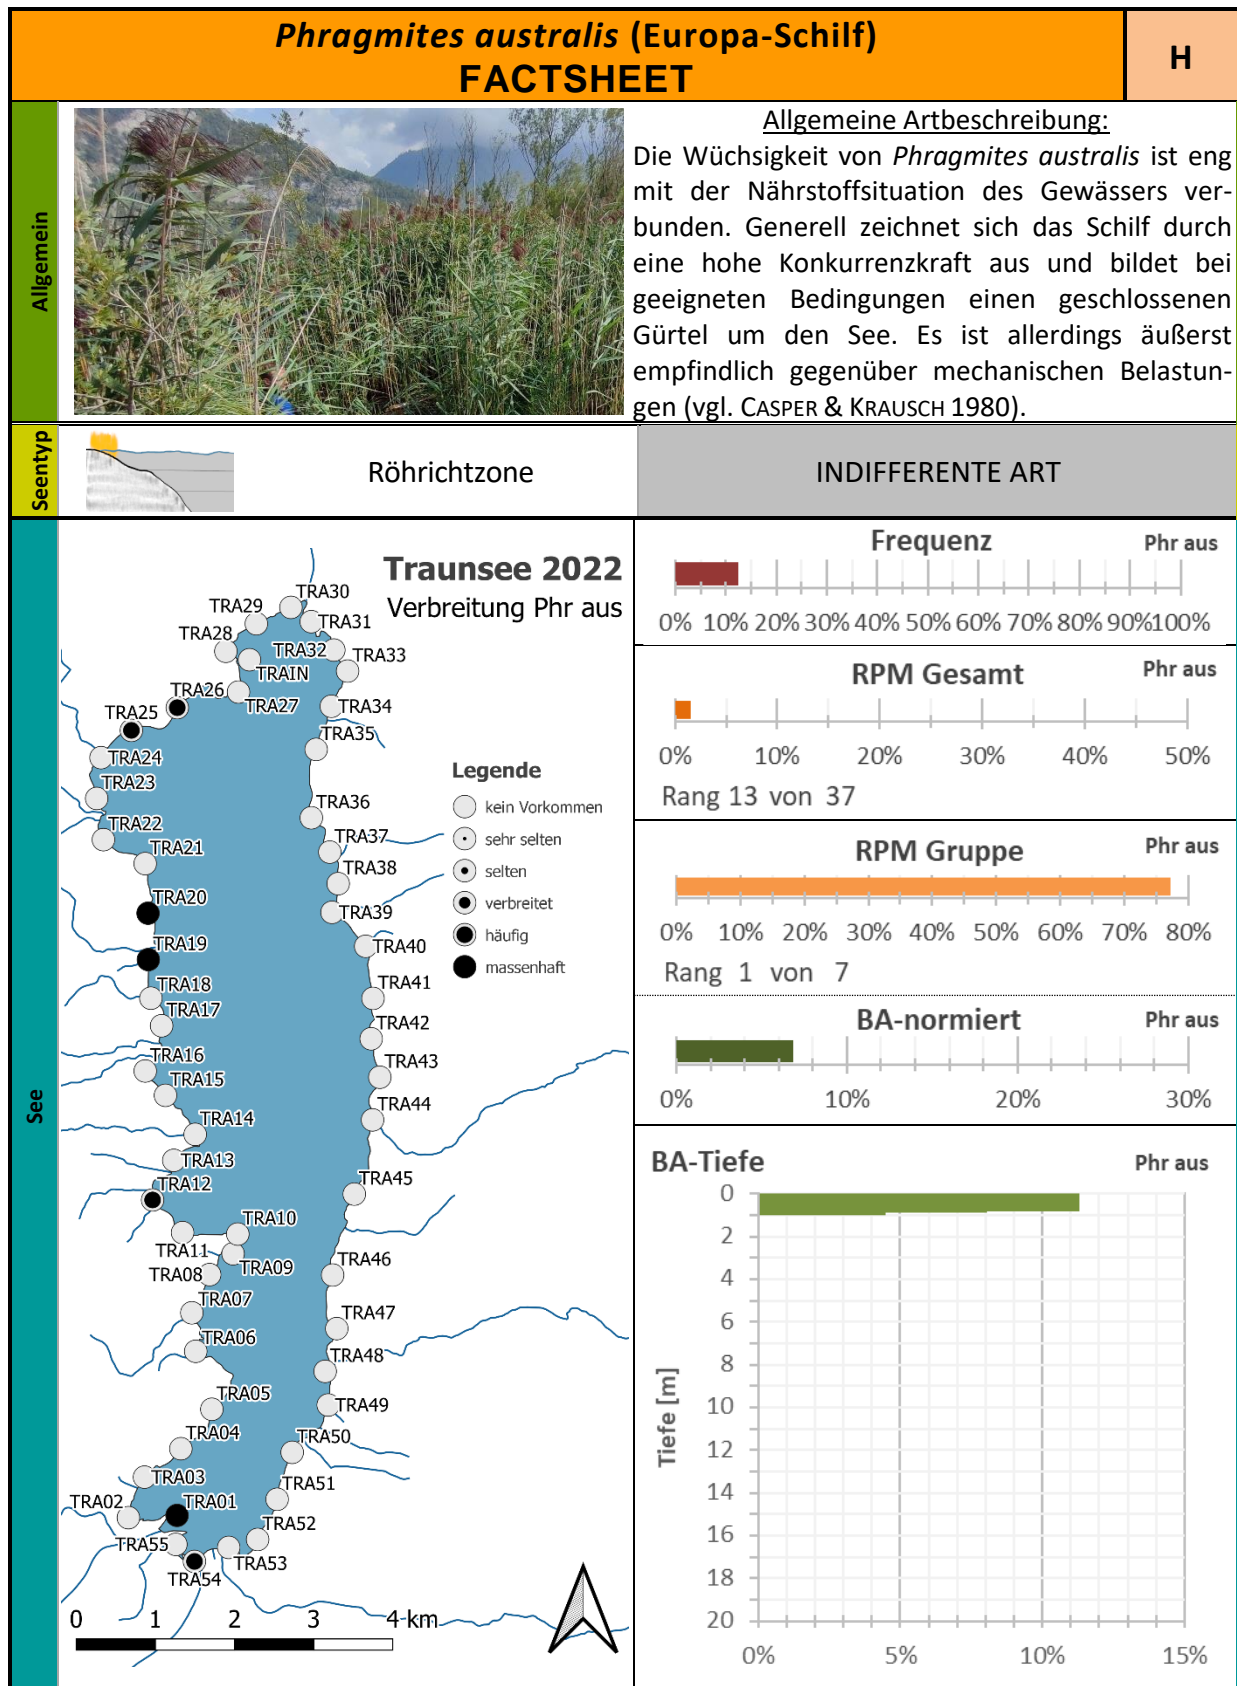 Phragmites australis (Europa-Schilf)
FACTSHEET
H
Allgemein
Allgemeine Artbeschreibung:
Die Wüchsigkeit von Phragmites australis ist eng
mit der Nährstoffsituation des Gewässers ver-
bunden. Generell zeichnet sich das Schilf durch
eine hohe Konkurrenzkraft aus und bildet bei
geeigneten Bedingungen einen geschlossenen
Gürtel um den See. Es ist allerdings äußerst
empfindlich gegenüber mechanischen Belastun-
gen (vgl. CASPER & KRAUSCH 1980).
Seentyp
Röhrichtzone
INDIFFERENTE ART
See
Traunsee 2022
Verbreitung Phr aus
TRA30
TRA29
TRA31
TRA28
TRA32
TRA33
TRAIN
TRA26
TRA27
TRA34
TRA25
TRA35
TRA24
TRA23
TRA36
TRA22
TRA37
TRA21
TRA38
TRA20
TRA39
TRA19
TRA40
TRA18
TRA41
TRA17
TRA42
TRA16
TRA43
TRA15
TRA44
TRA14
TRA13
TRA12
TRA45
TRA10
TRA11
TRA09
TRA46
TRA08
TRA07
TRA47
TRA06
TRA48
TRA05
TRA49
TRA04
TRA50
TRA03
TRA51
TRA02
TRA01
TRA52
TRA55
TRA53
TRA54
Legende
kein Vorkommen
sehr selten
selten
verbreitet
häufig
massenhaft
0 1 2 3 4 km
Frequenz
Phr aus
0% 10% 20% 30% 40% 50% 60% 70% 80% 90% 100%
RPM Gesamt
Phr aus
0% 10% 20% 30% 40% 50%
Rang 13 von 37
RPM Gruppe
Phr aus
0% 10% 20% 30% 40% 50% 60% 70% 80%
Rang 1 von 7
BA-normiert
Phr aus
0% 10% 20% 30%
BA-Tiefe
Phr aus
Tiefe [m]
0
2
4
6
8
10
12
14
16
18
20
0% 5% 10% 15%